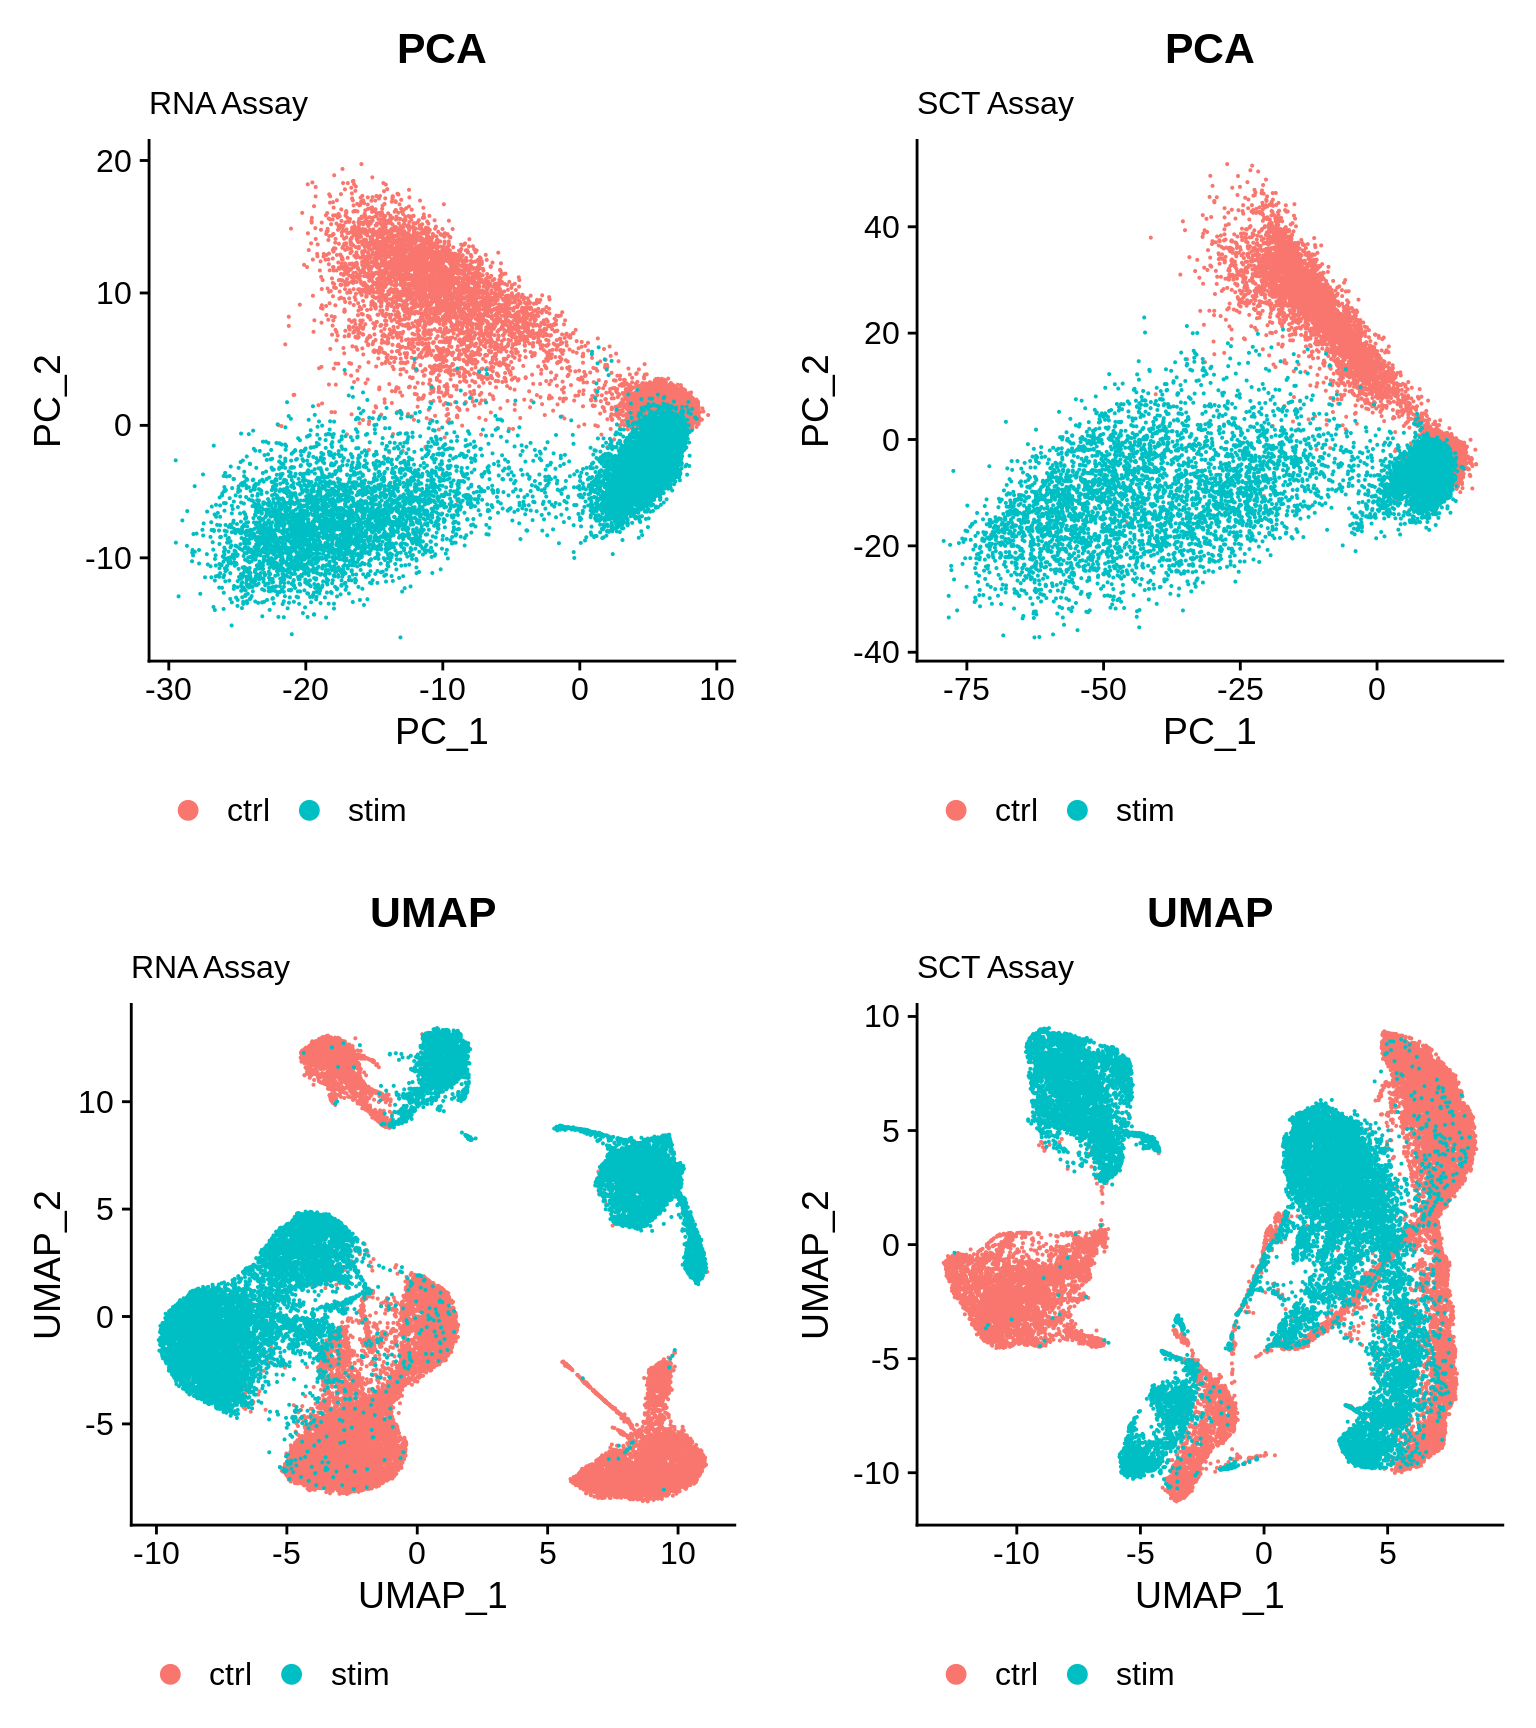 PCA
RNA Assay
20
10
0
-10
PC_2
-30 -20 -10 0 10
PC_1
ctrl stim
PCA
SCT Assay
40
20
0
-20
-40
PC_2
-75 -50 -25 0
PC_1
ctrl stim
UMAP
RNA Assay
10
5
0
-5
UMAP_2
-10 -5 0 5 10
UMAP_1
ctrl stim
UMAP
SCT Assay
10
5
0
-5
-10
UMAP_2
-10 -5 0 5
UMAP_1
ctrl stim